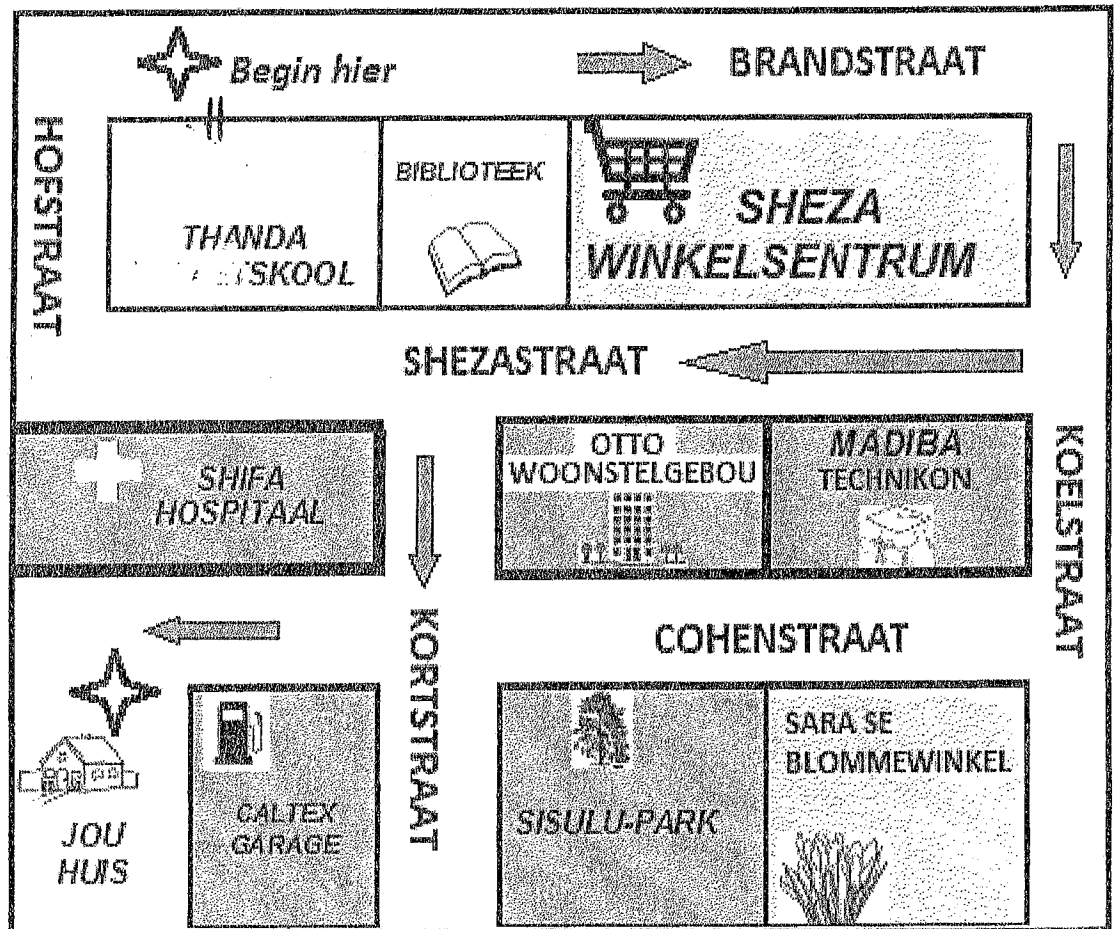 Begin hier
BRANDSTRAAT
HOFSTRAAT
THANDA
TSKOOL
BIBLIOTEEK
SHEZA
WINKELSENTRUM
SHEZASTRAAT
KOELSTRAAT
SHIFA
HOSPITAAL
OTTO
WOONSTELGEBOU
MADIBA
TECHNIKON
KORTSTRAAT
COHENSTRAAT
JOU
HUIS
CALTEX
GARAGE
SISULU-PARK
SARA SE
BLOMMEWINKEL